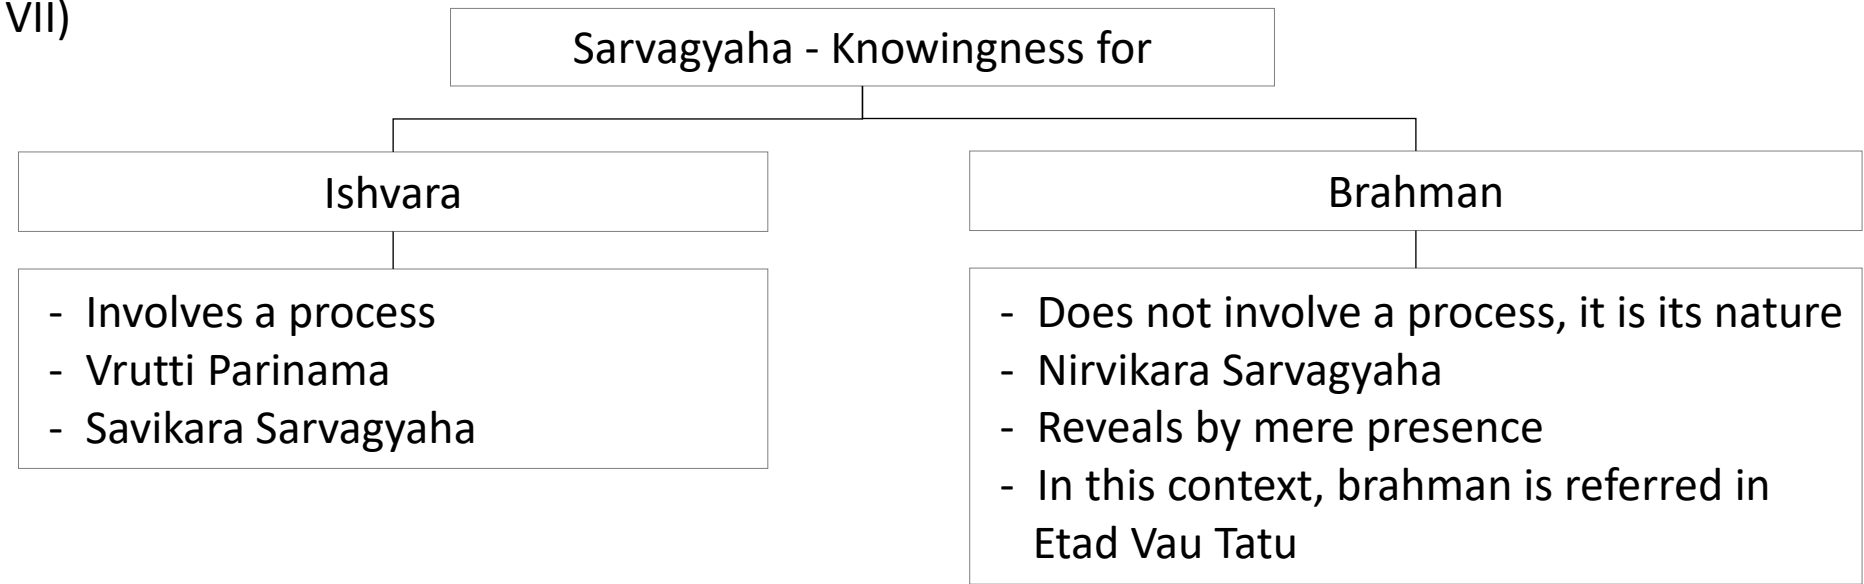 VII)
Sarvagyaha - Knowingness for
Ishvara
- Involves a process
- Vrutti Parinama
- Savikara Sarvagyaha
Brahman
- Does not involve a process, it is its nature
- Nirvikara Sarvagyaha
- Reveals by mere presence
- In this context, brahman is referred in
Etad Vau Tatu